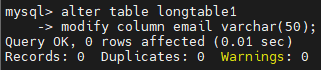 mysql> alter table longtable1
    -> modify column email varchar(50);
Query OK, 0 rows affected (0.01 sec)
Records: 0  Duplicates: 0  Warnings: 0